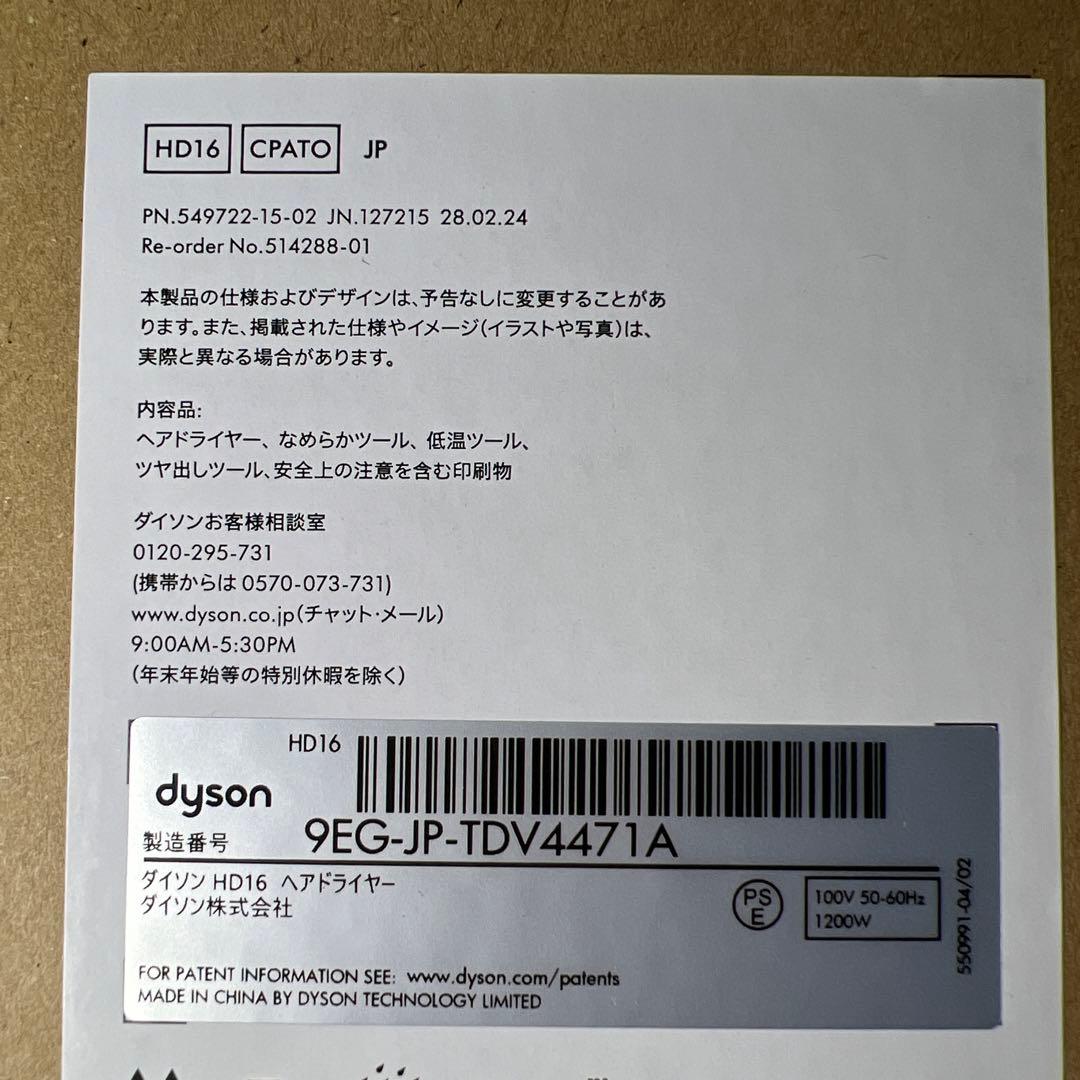 HD16 CPATO JP
PN.549722-15-02 JN.127215 28.02.24
Re-order No.514288-01
本製品の仕様およびデザインは、予告なしに変更することがあ
ります。また、掲載された仕様やイメージ(イラストや写真)は、
実際と異なる場合があります。
内容品:
ヘアドライヤー、なめらかツール、低温ツール、
ツヤ出しツール、安全上の注意を含む印刷物
ダイソンお客様相談室
0120-295-731
(携帯からは 0570-073-731)
www.dyson.co.jp(チャット・メール)
9:00AM-5:30PM
(年末年始等の特別休暇を除く)
HD16
dyson
製造番号 9EG-JP-TDV4471A
ダイソン HD16 ヘアドライヤー
ダイソン株式会社
PS
E
100V 50-60Hz
1200W
550991-04/02
FOR PATENT INFORMATION SEE: www.dyson.com/patents
MADE IN CHINA BY DYSON TECHNOLOGY LIMITED